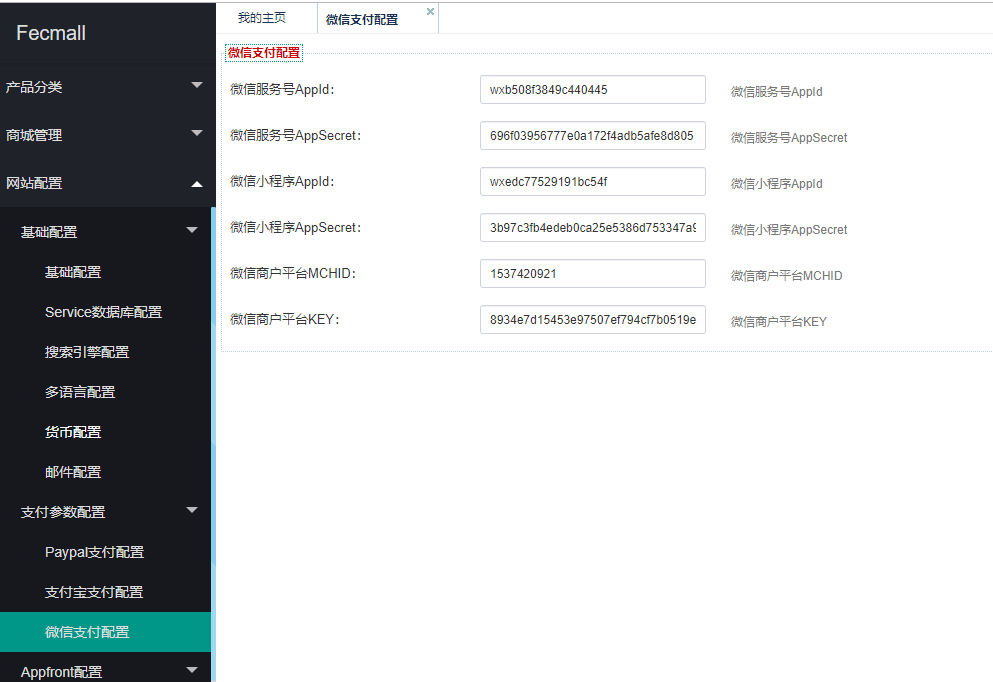 Fecmall
产品分类
商城管理
网站配置
基础配置
基础配置
Service数据库配置
搜索引擎配置
多语言配置
货币配置
邮件配置
支付参数配置
Paypal支付配置
支付宝支付配置
微信支付配置
Appfront配置
我的主页 微信支付配置
微信支付配置
微信服务号AppId: wxb508f3849c440445 微信服务号AppId
微信服务号AppSecret: 696f03956777e0a172f4adb5afe8d805 微信服务号AppSecret
微信小程序AppId: wxedc77529191bc54f 微信小程序AppId
微信小程序AppSecret: 3b97c3fb4edeb0ca25e5386d753347a9 微信小程序AppSecret
微信商户平台MCHID: 1537420921 微信商户平台MCHID
微信商户平台KEY: 8934e7d15453e97507ef794cf7b0519e 微信商户平台KEY